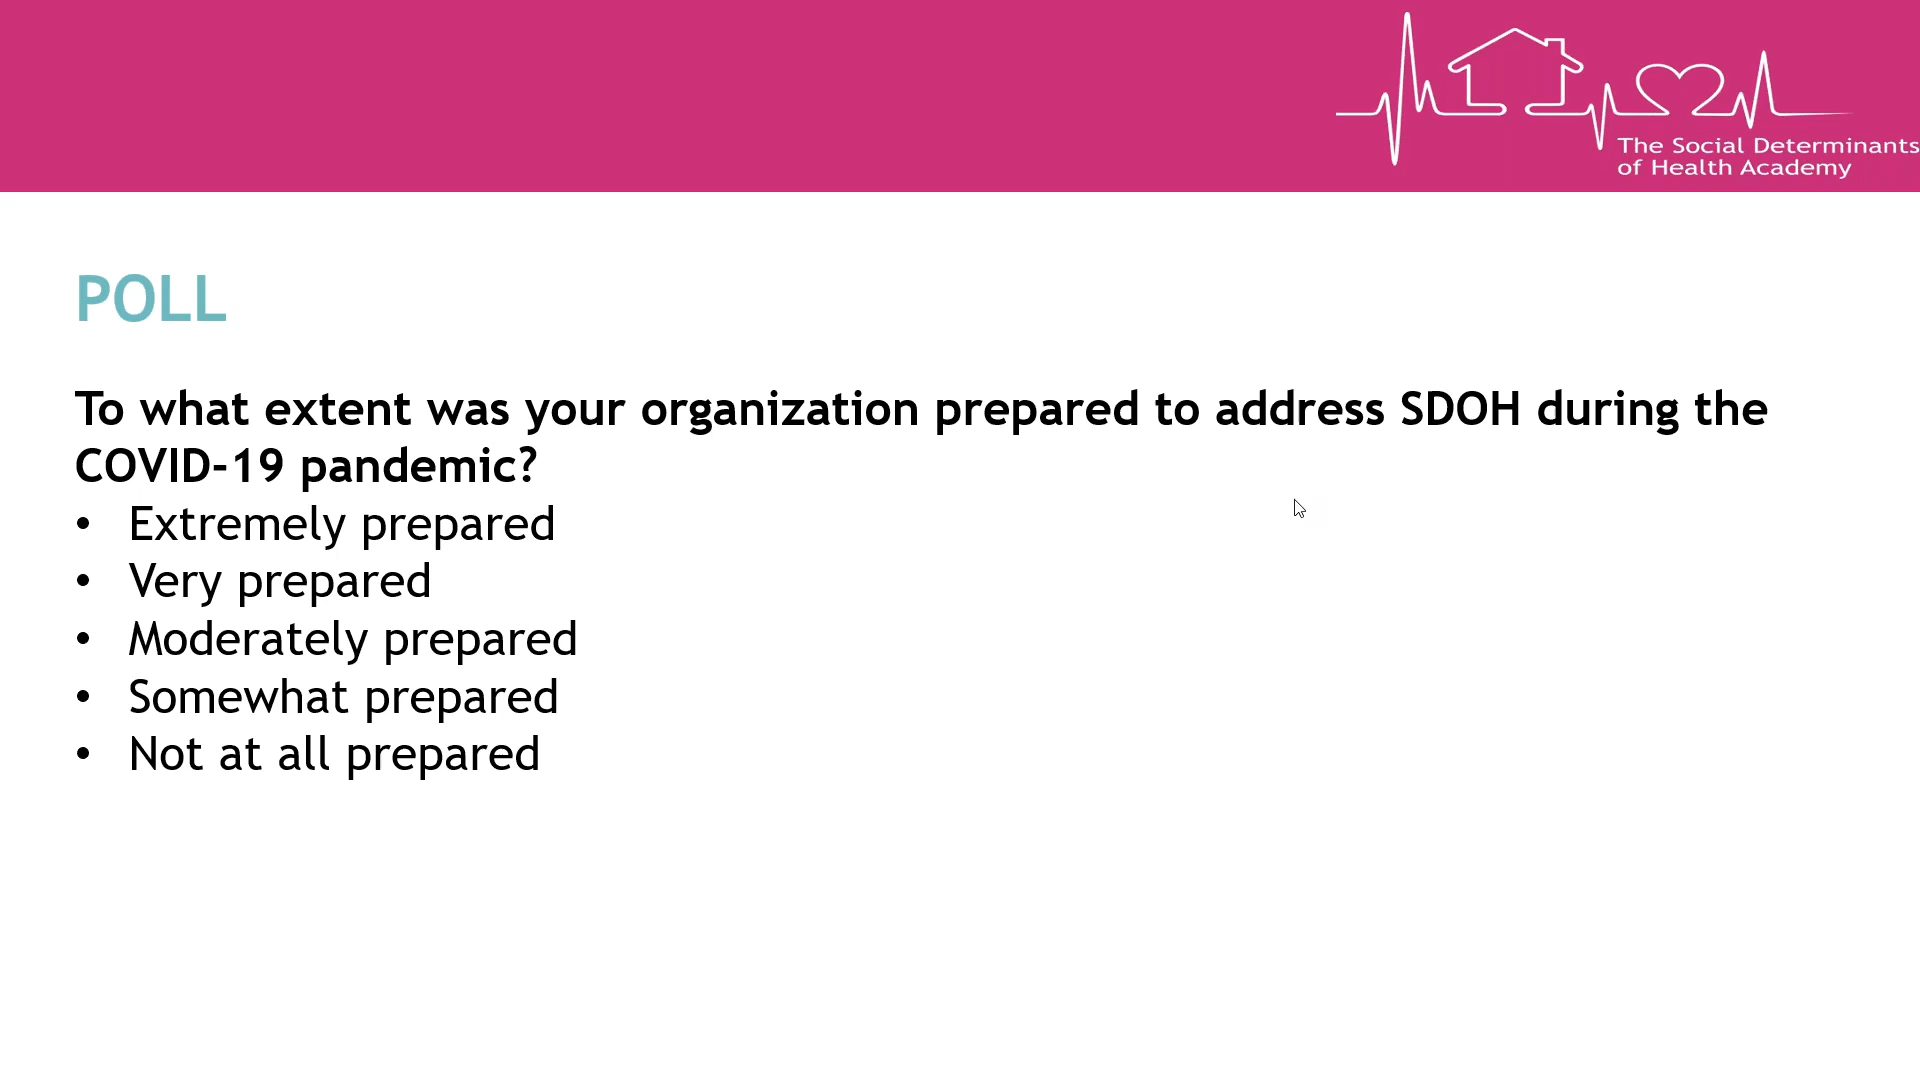 The Social Determinants
of Health Academy
POLL
To what extent was your organization prepared to address SDOH during the
COVID-19 pandemic?
• Extremely prepared
• Very prepared
• Moderately prepared
• Somewhat prepared
• Not at all prepared